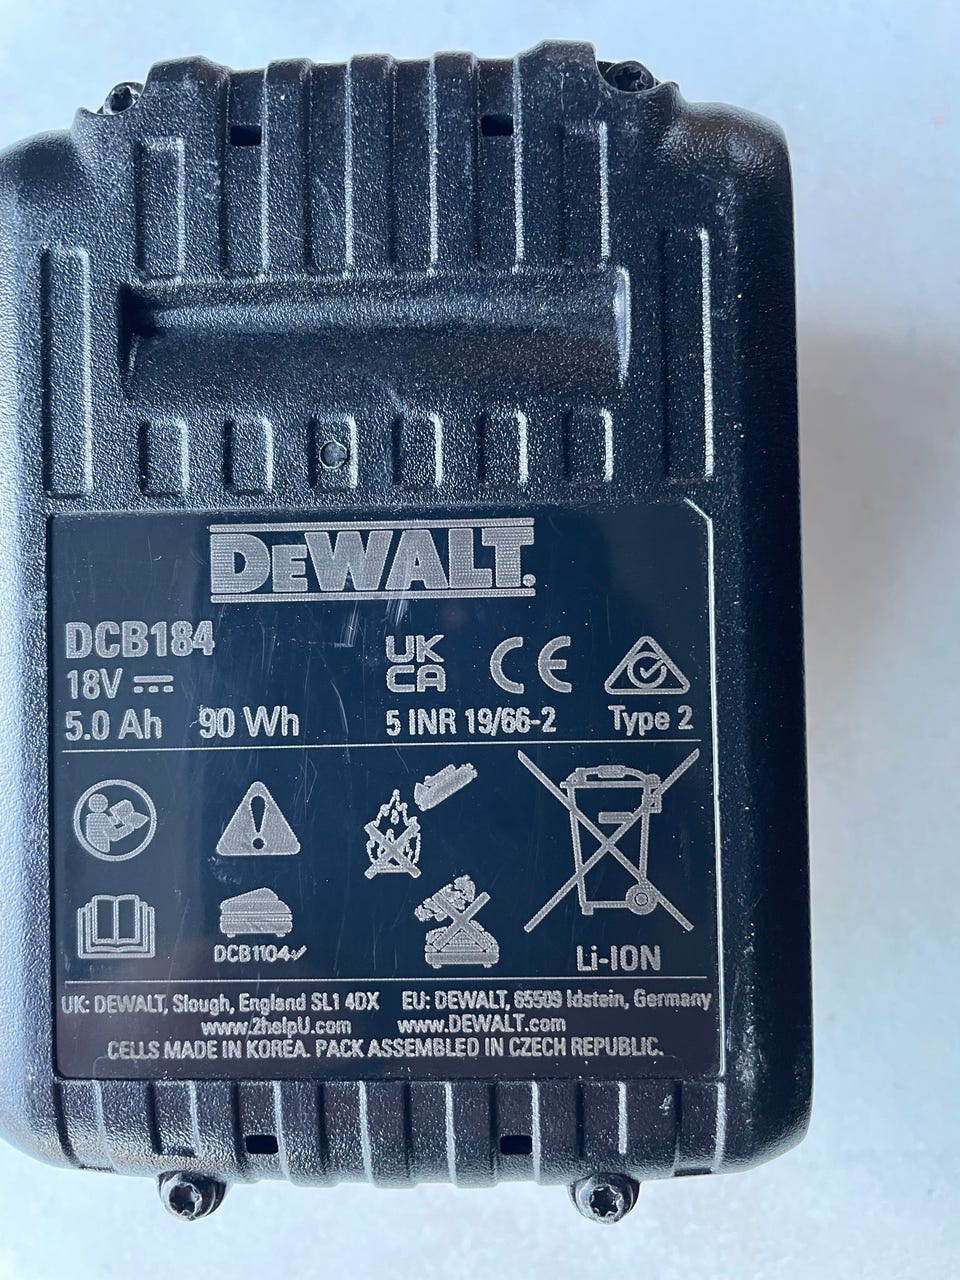 DEWALT.
DCB184
18V
5.0 Ah 90 Wh
UK
CA
CE
5 INR 19/66-2
Type 2
DCB1104
Li-ION
UK: DEWALT, Slough, England SL1 4DX EU: DEWALT, 65509 Idstein, Germany
www.2helpU.com www.DEWALT.com
CELLS MADE IN KOREA. PACK ASSEMBLED IN CZECH REPUBLIC.